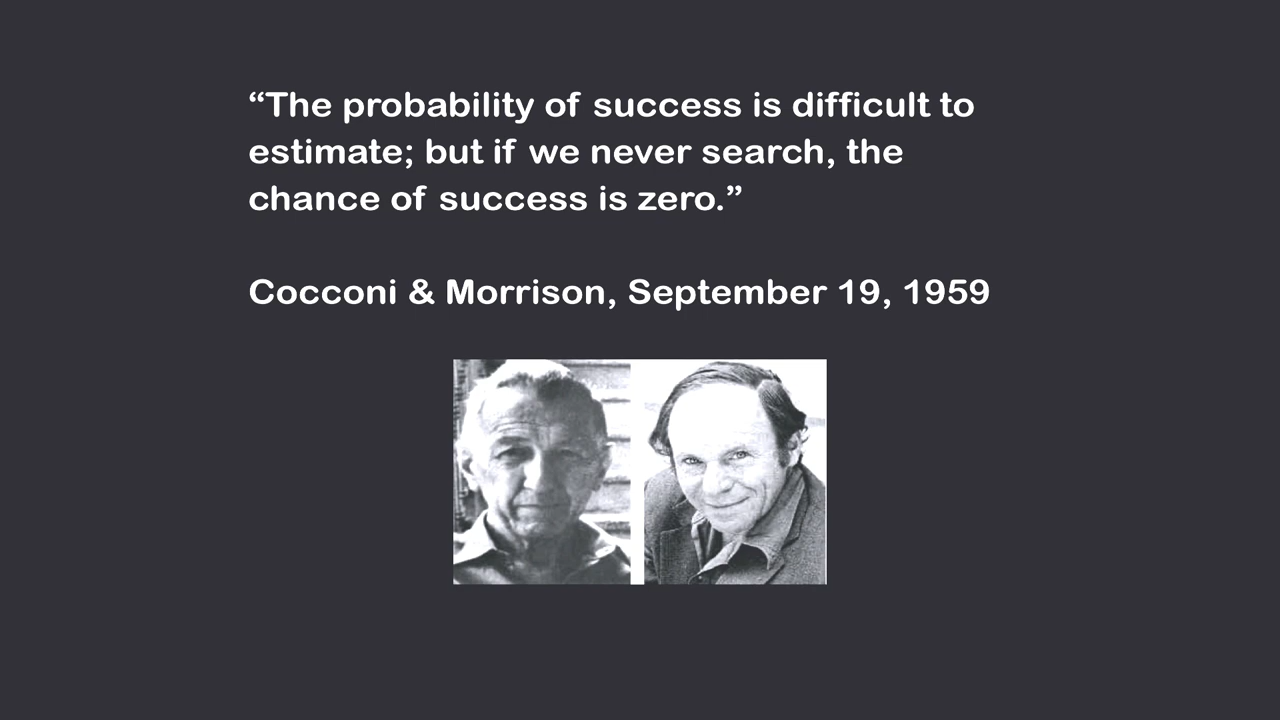 “The probability of success is difficult to
estimate; but if we never search, the
chance of success is zero.”
Cocconi & Morrison, September 19, 1959